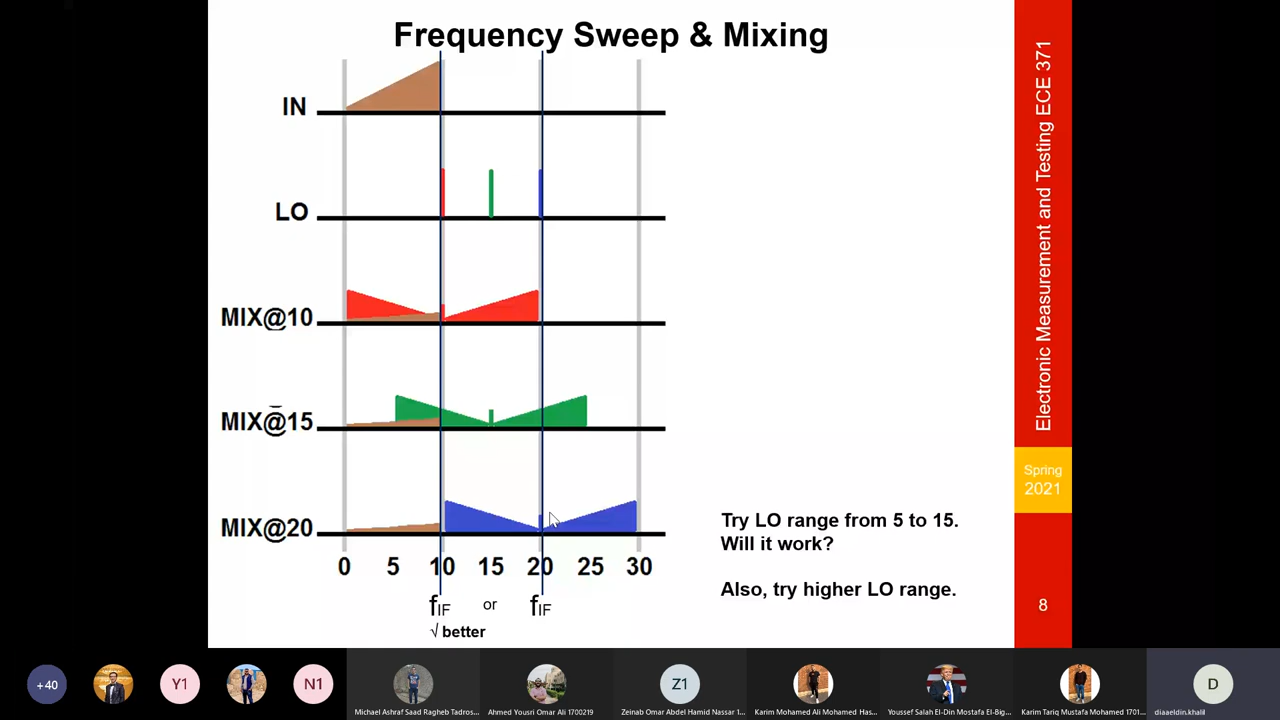 Frequency Sweep & Mixing
IN
LO
MIX@10
MIX@15
MIX@20
0 5 10 15 20 25 30
fIF or fIF
√ better
Try LO range from 5 to 15.
Will it work?
Also, try higher LO range.
Electronic Measurement and Testing ECE 371
Spring
2021
8
+40
Y1
N1
Michael Ashraf Saad Ragheb Tadros...
Ahmed Yousri Omar Ali 1700219
Z1
Zeinab Omar Abdel Hamid Nassar 1...
Karim Mohamed Ali Mohamed Has...
Youssef Salah El-Din Mostafa El-Big...
Karim Tariq Mustafa Mohamed 1701...
D
diaaeldin.khalil